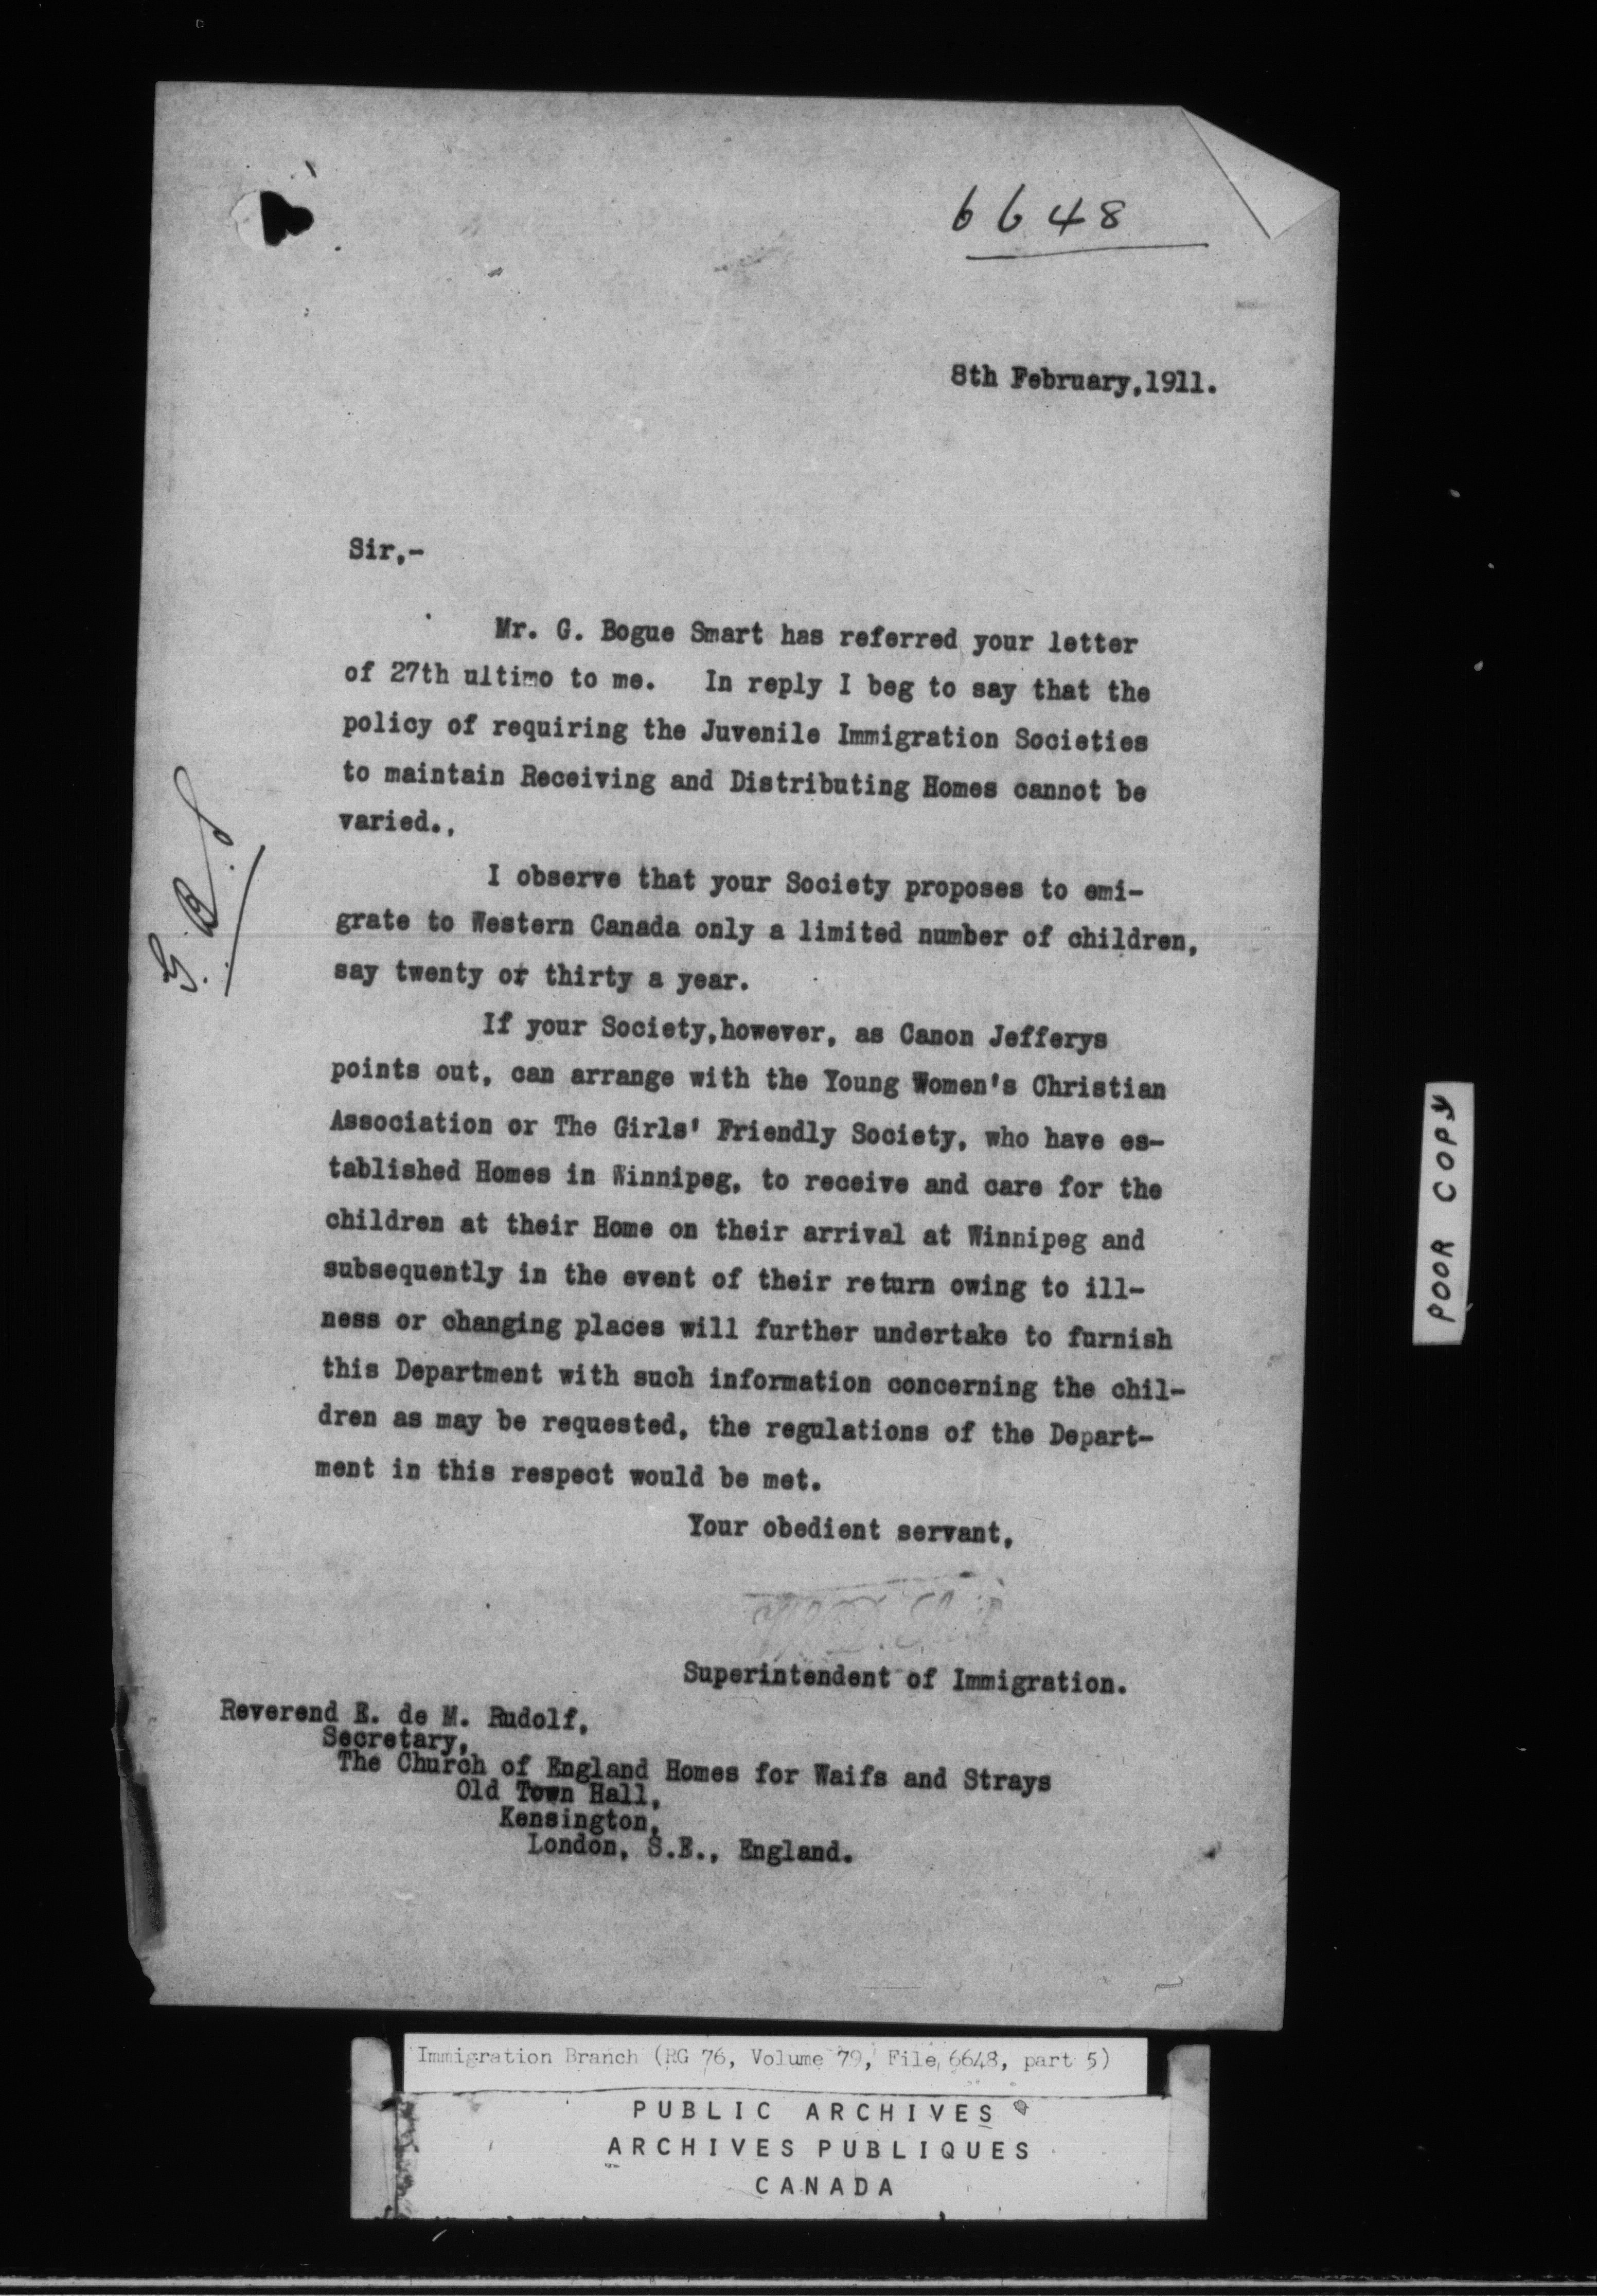 6648
8th February,1911.
Sir,-
Mr. G. Bogue Smart has referred your letter
of 27th ultimo to me. In reply I beg to say that the
policy of requiring the Juvenile Immigration Societies
to maintain Receiving and Distributing Homes cannot be
varied.,
I observe that your Society proposes to emi-
grate to Western Canada only a limited number of children,
say twenty or thirty a year.
If your Society,however, as Canon Jefferys
points out, can arrange with the Young Women's Christian
Association or The Girls' Friendly Society, who have es-
tablished Homes in Winnipeg, to receive and care for the
children at their Home on their arrival at Winnipeg and
subsequently in the event of their return owing to ill-
ness or changing places will further undertake to furnish
this Department with such information concerning the chil-
dren as may be requested, the regulations of the Depart-
ment in this respect would be met.
Your obedient servant,
Superintendent of Immigration.
Reverend E. de M. Rudolf,
Secretary,
The Church of England Homes for Waifs and Strays
Old Town Hall,
Kensington,
London, S.E., England.
G.B.S
POOR COPY
Immigration Branch (RG 76, Volume 79, File 6648, part 5)
PUBLIC ARCHIVES
ARCHIVES PUBLIQUES
CANADA